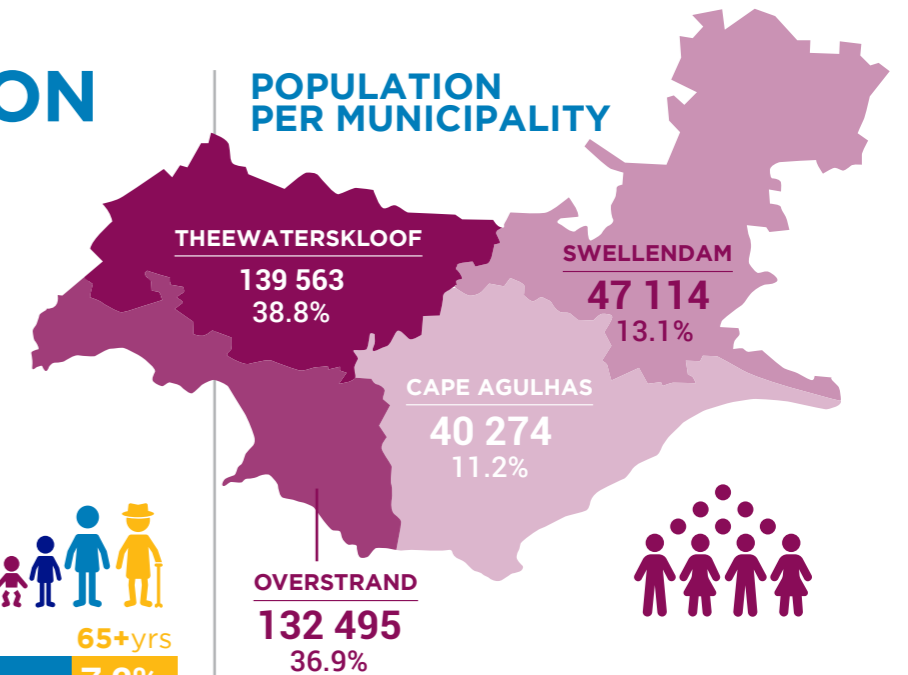 ON
POPULATION
PER MUNICIPALITY
THEEWATERSKLOOF
139 563
38.8%
SWELLENDAM
47 114
13.1%
CAPE AGULHAS
40 274
11.2%
OVERSTRAND
132 495
36.9%
65+yrs